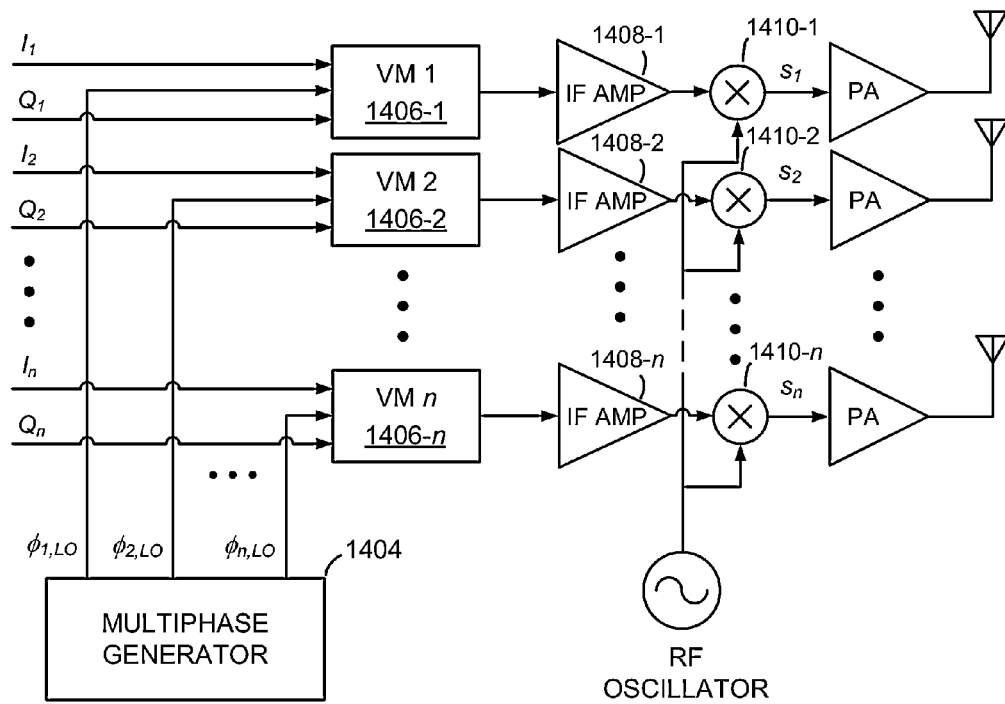 I1
VM 1
1406-1
Q1
IF AMP
1408-1
1410-1
s1
PA
I2
VM 2
1406-2
Q2
IF AMP
1408-2
1410-2
s2
PA
In
VM n
1406-n
Qn
IF AMP
1408-n
1410-n
sn
PA
ϕ1,LO
ϕ2,LO
ϕn,LO
1404
MULTIPHASE
GENERATOR
RF
OSCILLATOR